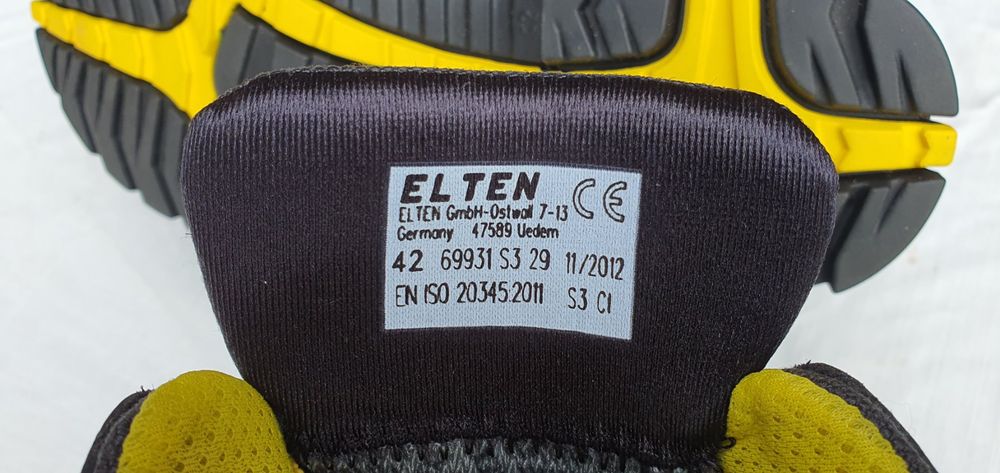 ELTEN
CE
ELTEN GmbH-Ostwall 7-13
Germany 47589 Uedem
42 69931 S3 29 11/2012
EN ISO 20345:2011 S3 CI